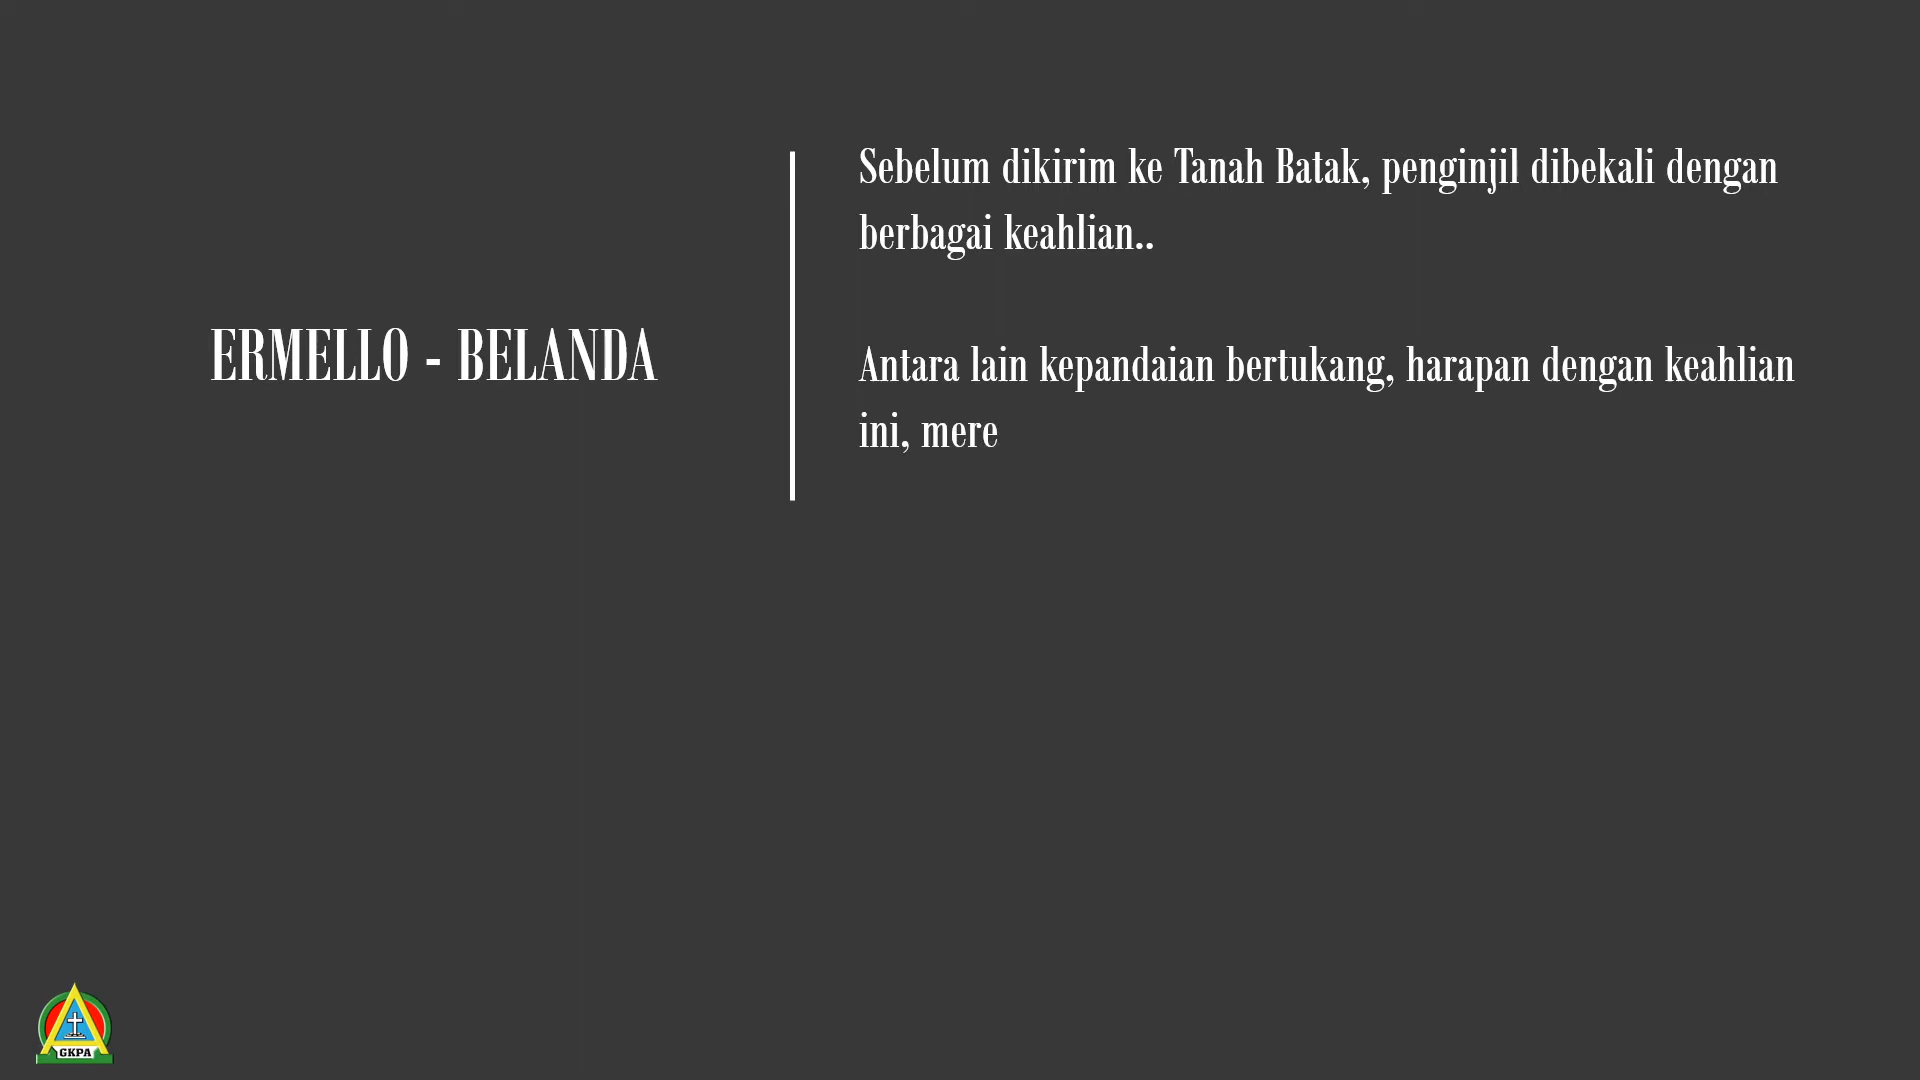 ERMELLO - BELANDA
Sebelum dikirim ke Tanah Batak, penginjil dibekali dengan
berbagai keahlian..
Antara lain kepandaian bertukang, harapan dengan keahlian
ini, mere
GKPA